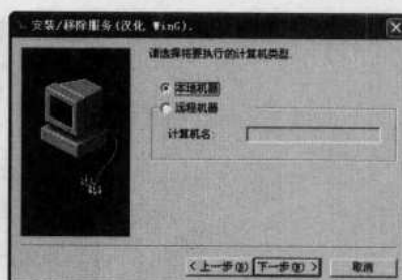 安装/移除服务(汉化 WinG).
请选择将要执行的计算机类型.
本地机器
远程机器
计算机名:
<上一步(B)
下一步(N)>
取消